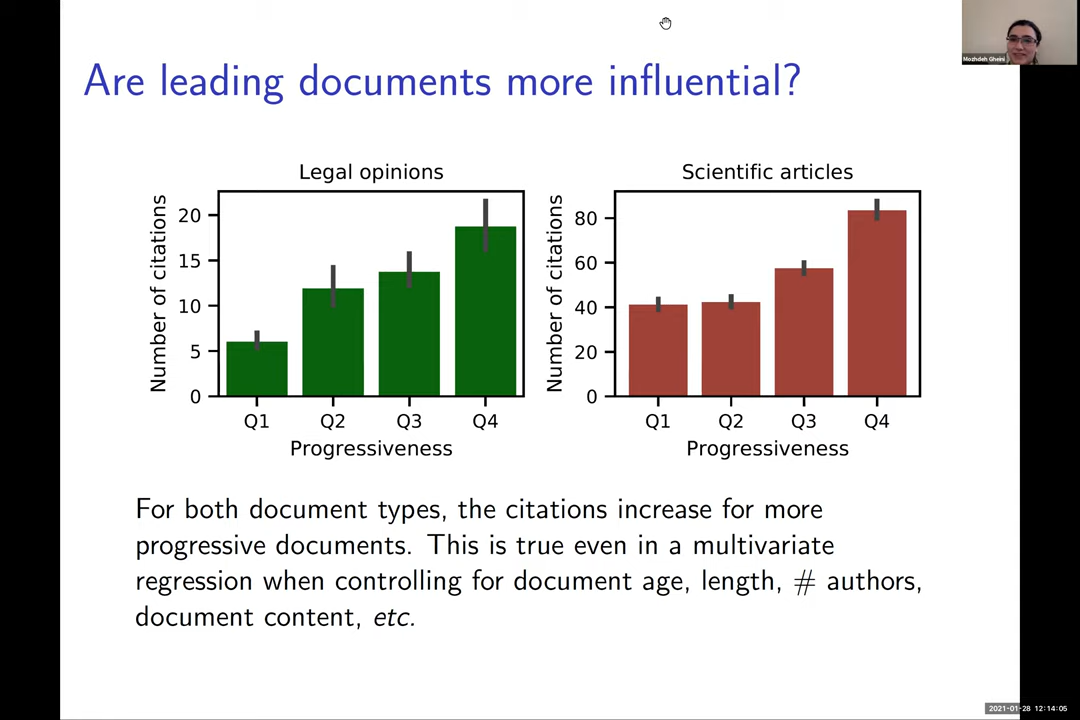 Mozhdeh Gheini
Are leading documents more influential?
Legal opinions
Scientific articles
Number of citations
20
15
10
5
0
Q1 Q2 Q3 Q4
Progressiveness
Number of citations
80
60
40
20
0
Q1 Q2 Q3 Q4
Progressiveness
For both document types, the citations increase for more
progressive documents. This is true even in a multivariate
regression when controlling for document age, length, # authors,
document content, etc.
2021-01-28 12:14:05